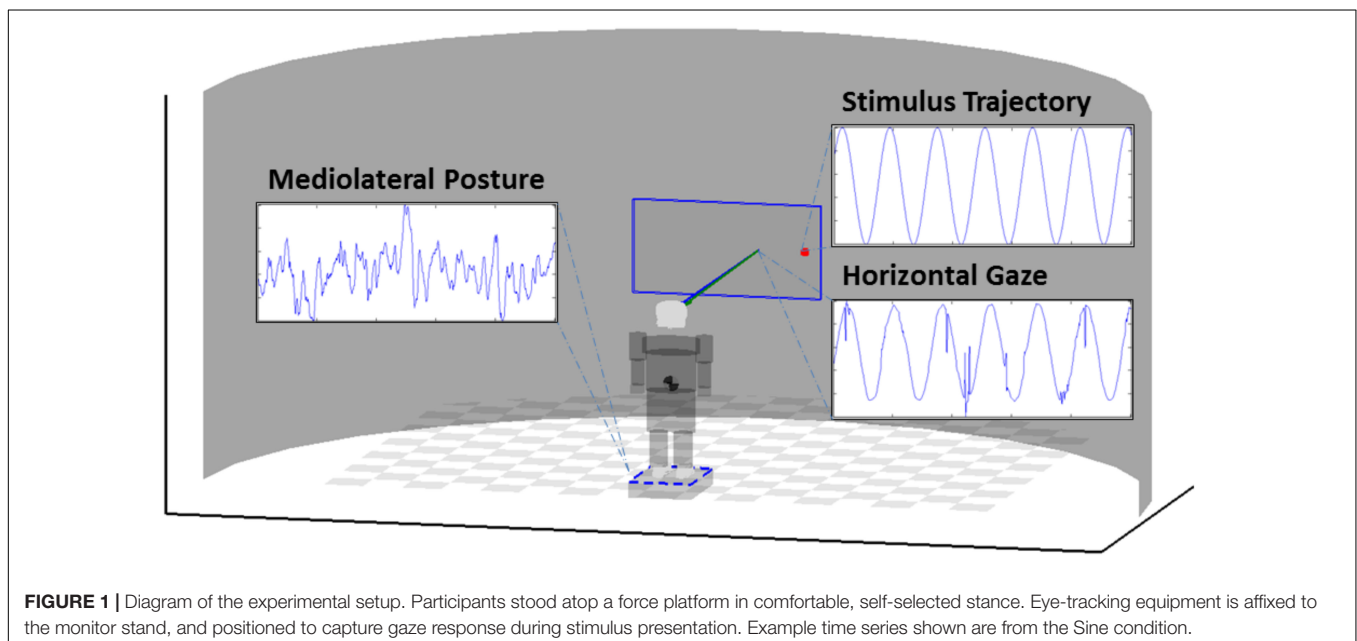 Stimulus Trajectory
Mediolateral Posture
Horizontal Gaze
FIGURE 1 | Diagram of the experimental setup. Participants stood atop a force platform in comfortable, self-selected stance. Eye-tracking equipment is affixed to
the monitor stand, and positioned to capture gaze response during stimulus presentation. Example time series shown are from the Sine condition.